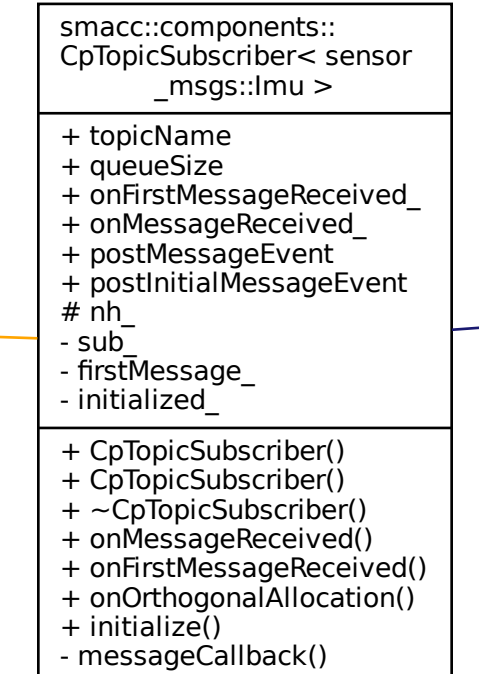 smacc::components::
CpTopicSubscriber< sensor
_msgs::Imu >
+ topicName
+ queueSize
+ onFirstMessageReceived_
+ onMessageReceived_
+ postMessageEvent
+ postInitialMessageEvent
# nh_
- sub_
- firstMessage_
- initialized_
+ CpTopicSubscriber()
+ CpTopicSubscriber()
+ ~CpTopicSubscriber()
+ onMessageReceived()
+ onFirstMessageReceived()
+ onOrthogonalAllocation()
+ initialize()
- messageCallback()